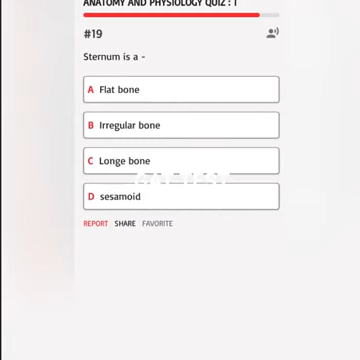 ANATOMY AND PHYSIOLOGY QUIZ : 1
#19
Sternum is a -
A Flat bone
B Irregular bone
C Longe bone
D sesamoid
REPORT SHARE FAVORITE